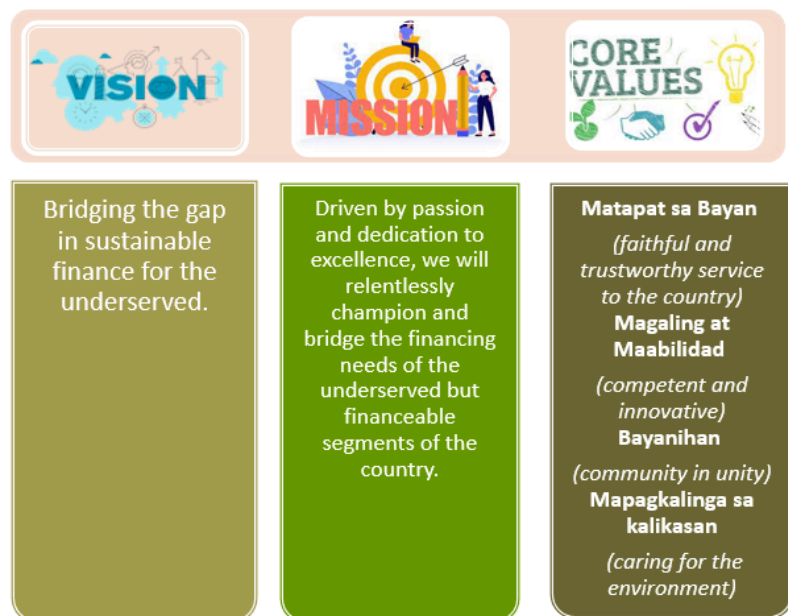 VISION
MISSION
CORE
VALUES
Bridging the gap
in sustainable
finance for the
underserved.
Driven by passion
and dedication to
excellence, we will
relentlessly
champion and
bridge the financing
needs of the
underserved but
financeable
segments of the
country.
Matapat sa Bayan
(faithful and
trustworthy service
to the country)
Magaling at
Maabilidad
(competent and
innovative)
Bayanihan
(community in unity)
Mapagkalinga sa
kalikasan
(caring for the
environment)